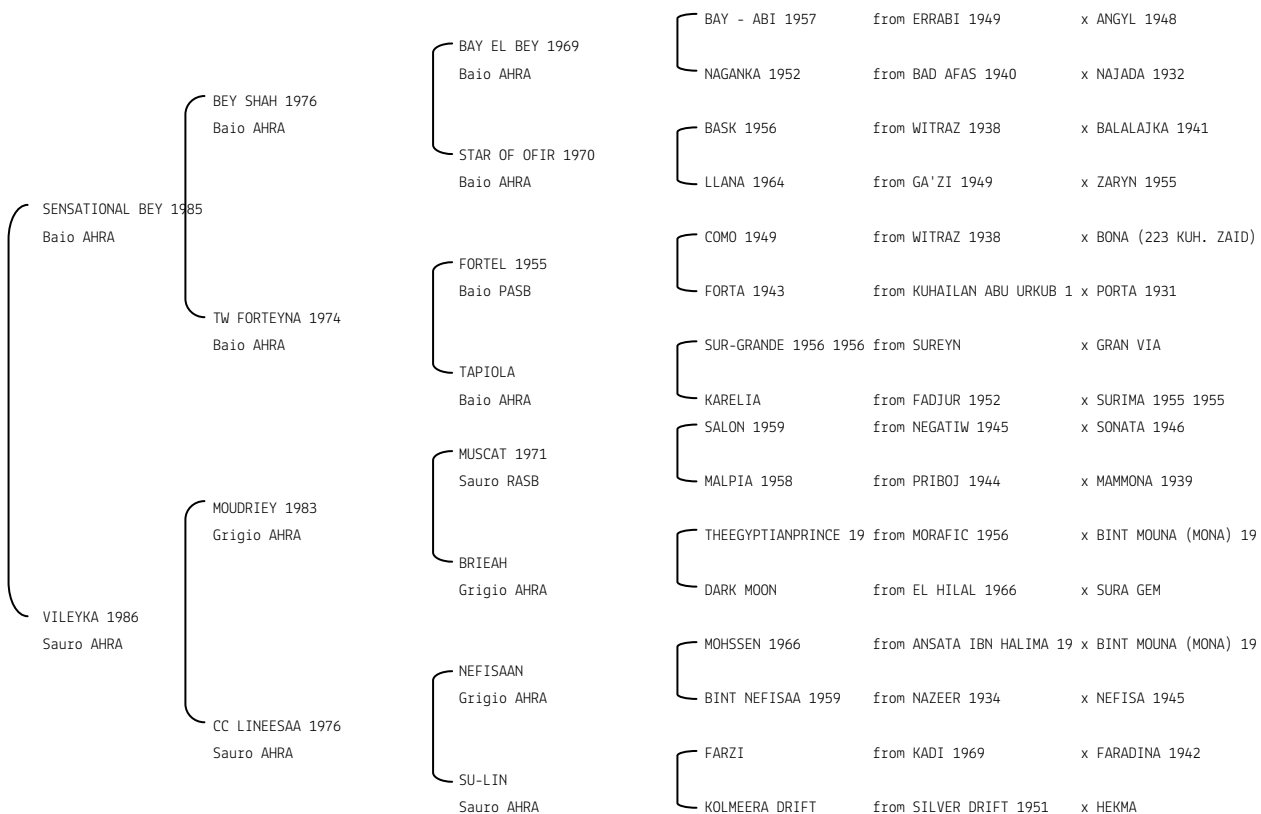 BAY - ABI 1957 from ERRABI 1949 x ANGYL 1948
BAY EL BEY 1969
Baio AHRA NAGANKA 1952 from BAD AFAS 1940 x NAJADA 1932
BEY SHAH 1976
Baio AHRA BASK 1956 from WITRAZ 1938 x BALALAJKA 1941
STAR OF OFIR 1970
Baio AHRA LLANA 1964 from GA'ZI 1949 x ZARYN 1955
SENSATIONAL BEY 1985
Baio AHRA COMO 1949 from WITRAZ 1938 x BONA (223 KUH. ZAID)
FORTEL 1955
Baio PASB FORTA 1943 from KUHAILAN ABU URKUB 1 x PORTA 1931
TW FORTEYNA 1974
Baio AHRA SUR-GRANDE 1956 1956 from SUREYN x GRAN VIA
TAPIOLA
Baio AHRA KARELIA from FADJUR 1952 x SURIMA 1955 1955
SALON 1959 from NEGATIW 1945 x SONATA 1946
MUSCAT 1971
Sauro RASB MALPIA 1958 from PRIBOJ 1944 x MAMMONA 1939
MOUDRIEY 1983
Grigio AHRA THEEGYPTIANPRINCE 19 from MORAFIC 1956 x BINT MOUNA (MONA) 19
BRIEAH
Grigio AHRA DARK MOON from EL HILAL 1966 x SURA GEM
VILEYKA 1986
Sauro AHRA MOHSSEN 1966 from ANSATA IBN HALIMA 19 x BINT MOUNA (MONA) 19
NEFISAAN
Grigio AHRA BINT NEFISAA 1959 from NAZEER 1934 x NEFISA 1945
CC LINEESAA 1976
Sauro AHRA FARZI from KADI 1969 x FARADINA 1942
SU-LIN
Sauro AHRA KOLMEERA DRIFT from SILVER DRIFT 1951 x HEKMA